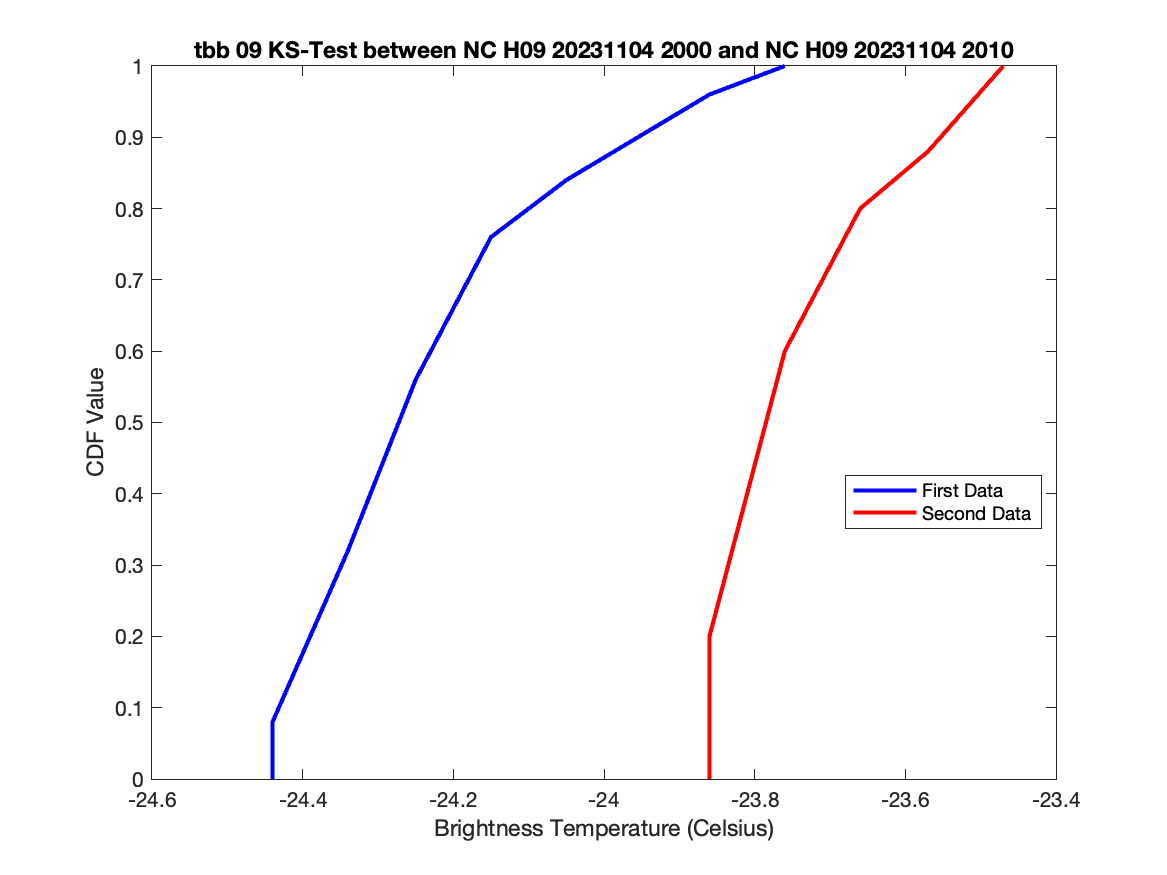 tbb 09 KS-Test between NC H09 20231104 2000 and NC H09 20231104 2010
1
0.9
0.8
0.7
0.6
0.5
0.4
0.3
0.2
0.1
0
CDF Value
First Data
Second Data
-24.6 -24.4 -24.2 -24 -23.8 -23.6 -23.4
Brightness Temperature (Celsius)